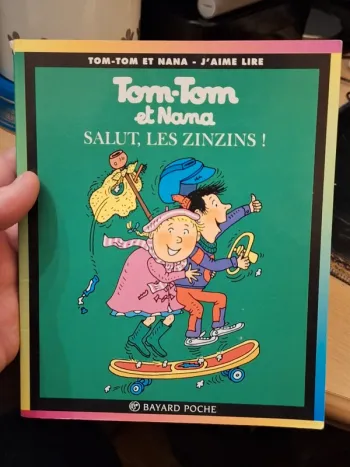 TOM-TOM ET NANA - J'AIME LIRE
Tom-Tom
et Nana
SALUT, LES ZINZINS !
BAYARD POCHE